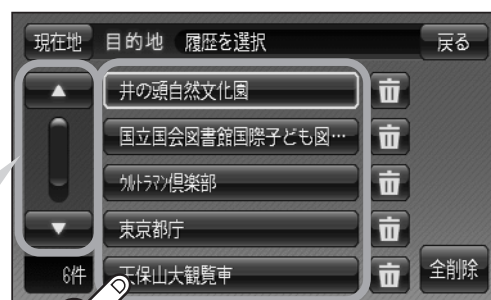 現在地 目的地 履歴を選択 戻る
井の頭自然文化園
国立国会図書館国際子ども図…
ｳﾙﾄﾗﾏﾝ倶楽部
東京都庁
6件 天保山大観覧車 全削除